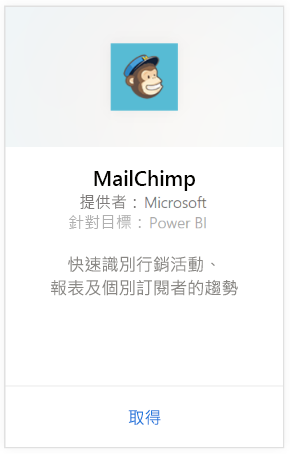 MailChimp
提供者：Microsoft
針對目標：Power BI
快速識別行銷活動、
報表及個別訂閱者的趨勢
取得